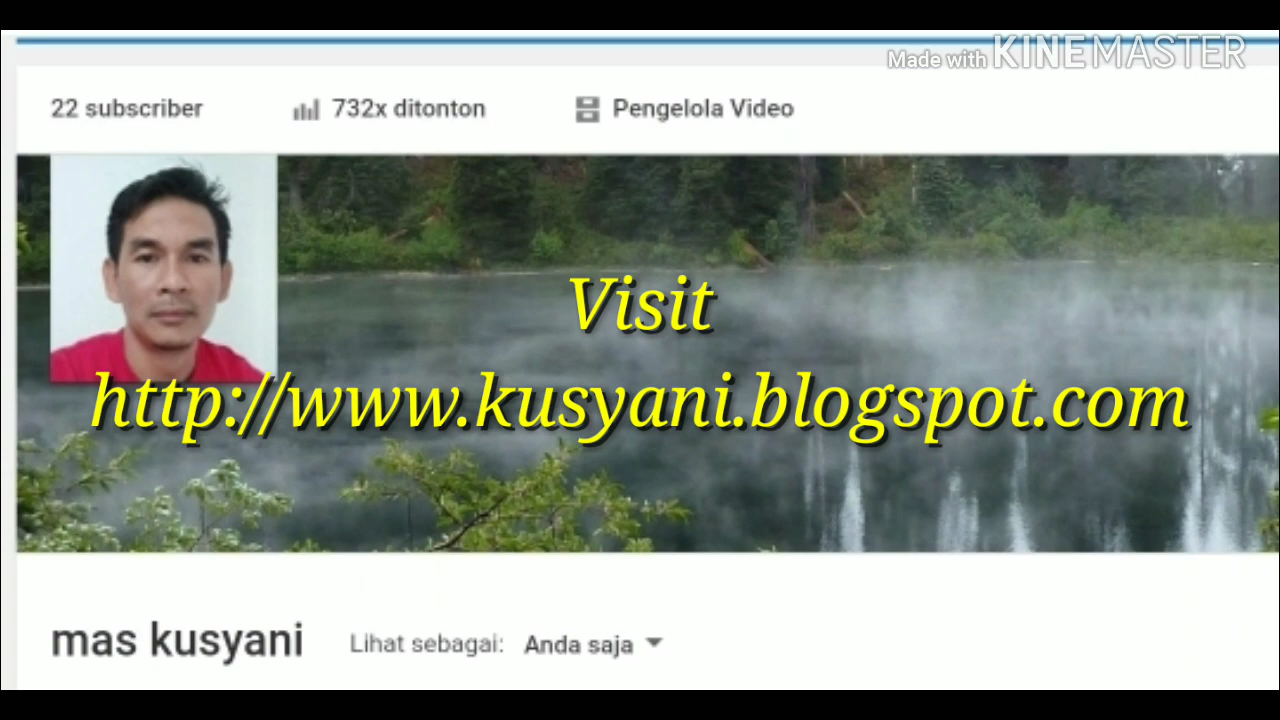 Made with KINEMASTER
22 subscriber 732x ditonton Pengelola Video
Visit
http://www.kusyani.blogspot.com
mas kusyani Lihat sebagai: Anda saja